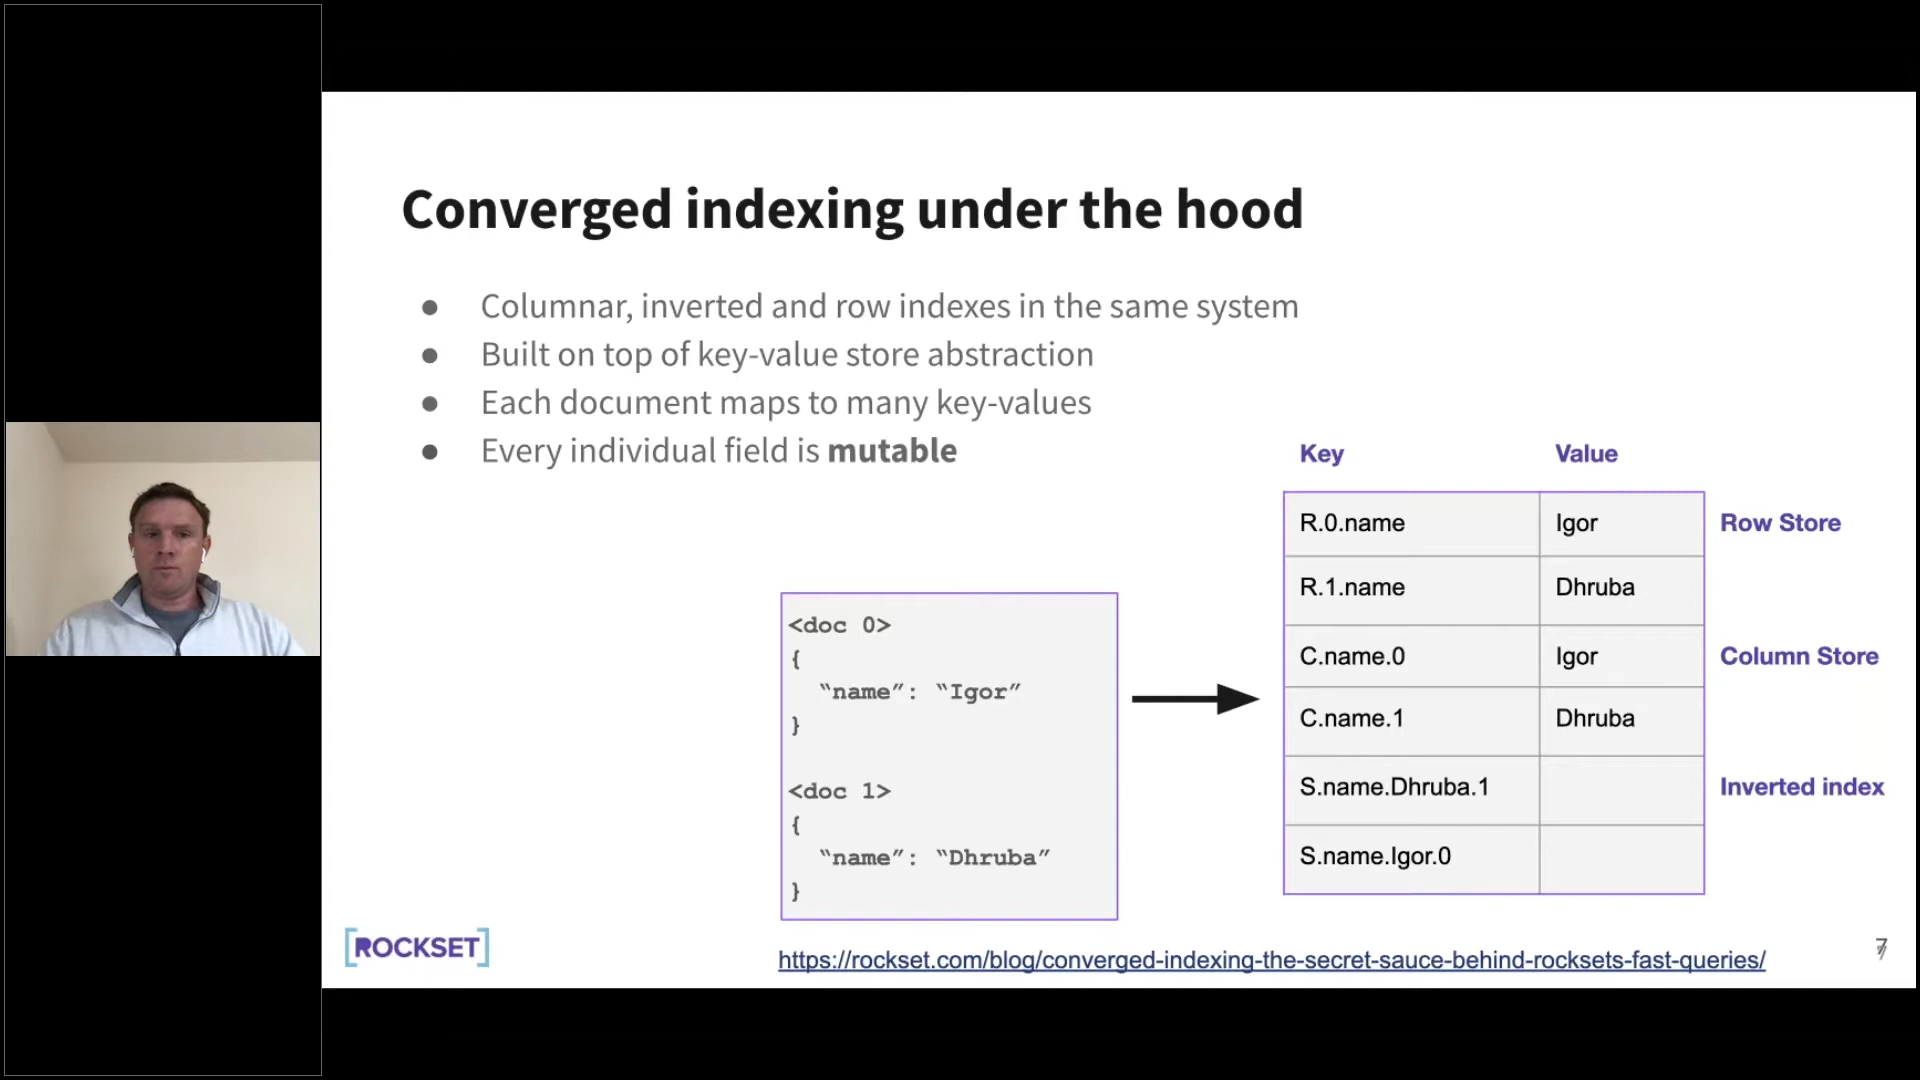 Converged indexing under the hood
● Columnar, inverted and row indexes in the same system
● Built on top of key-value store abstraction
● Each document maps to many key-values
● Every individual field is mutable
<doc 0>
{
“name”: “Igor”
}
<doc 1>
{
“name”: “Dhruba”
}
Key Value
R.0.name Igor Row Store
R.1.name Dhruba
C.name.0 Igor Column Store
C.name.1 Dhruba
S.name.Dhruba.1 Inverted index
S.name.Igor.0
[ROCKSET]
https://rockset.com/blog/converged-indexing-the-secret-sauce-behind-rocksets-fast-queries/
7